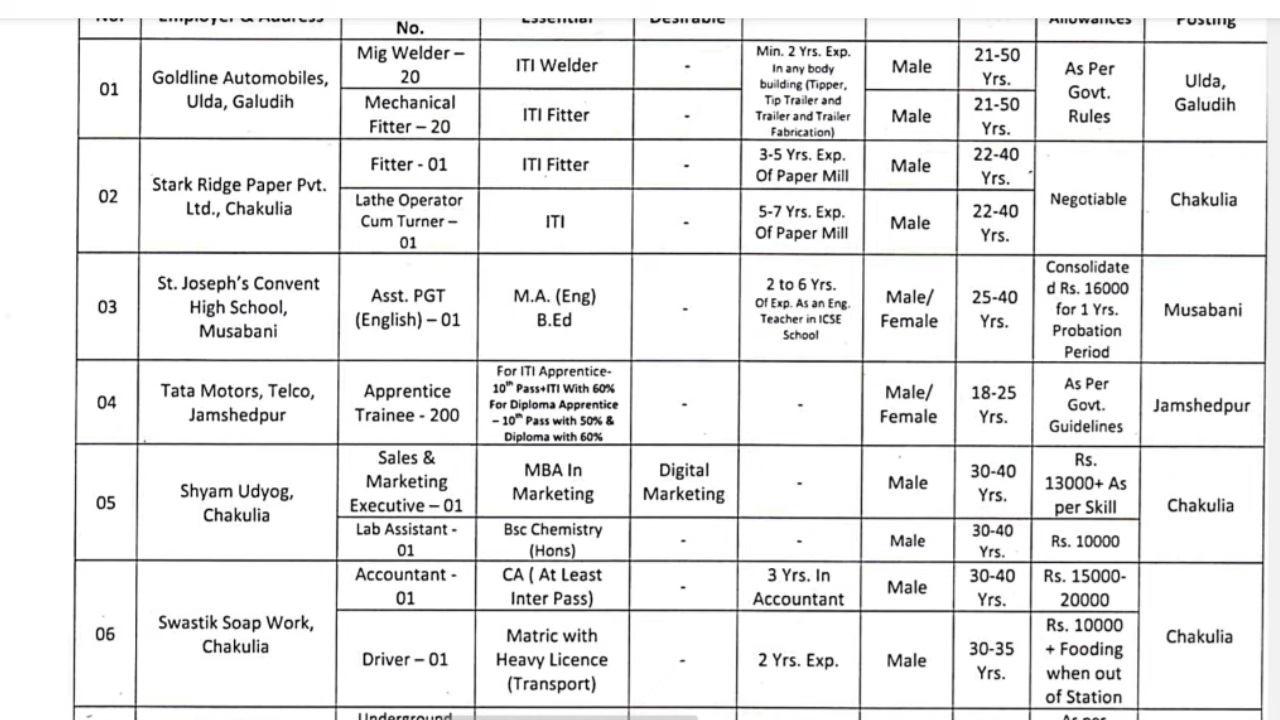 No. Employer & Address No. Essential Desirable Allowances Posting
01
Goldline Automobiles,
Ulda, Galudih
Mig Welder –
20
ITI Welder
-
Min. 2 Yrs. Exp.
In any body
building (Tipper,
Tip Trailer and
Trailer and Trailer
Fabrication)
Male
21-50
Yrs.
As Per
Govt.
Rules
Ulda,
Galudih
Mechanical
Fitter – 20
ITI Fitter
-
Male
21-50
Yrs.
02
Stark Ridge Paper Pvt.
Ltd., Chakulia
Fitter - 01
ITI Fitter
-
3-5 Yrs. Exp.
Of Paper Mill
Male
22-40
Yrs.
Negotiable
Chakulia
Lathe Operator
Cum Turner –
01
ITI
-
5-7 Yrs. Exp.
Of Paper Mill
Male
22-40
Yrs.
03
St. Joseph's Convent
High School,
Musabani
Asst. PGT
(English) – 01
M.A. (Eng)
B.Ed
-
2 to 6 Yrs.
Of Exp. As an Eng.
Teacher in ICSE
School
Male/
Female
25-40
Yrs.
Consolidate
d Rs. 16000
for 1 Yrs.
Probation
Period
Musabani
04
Tata Motors, Telco,
Jamshedpur
Apprentice
Trainee - 200
For ITI Apprentice-
10th Pass+ITI With 60%
For Diploma Apprentice
– 10th Pass with 50% &
Diploma with 60%
-
-
Male/
Female
18-25
Yrs.
As Per
Govt.
Guidelines
Jamshedpur
05
Shyam Udyog,
Chakulia
Sales &
Marketing
Executive – 01
MBA In
Marketing
Digital
Marketing
-
Male
30-40
Yrs.
Rs.
13000+ As
per Skill
Chakulia
Lab Assistant -
01
Bsc Chemistry
(Hons)
-
-
Male
30-40
Yrs.
Rs. 10000
06
Swastik Soap Work,
Chakulia
Accountant -
01
CA ( At Least
Inter Pass)
-
3 Yrs. In
Accountant
Male
30-40
Yrs.
Rs. 15000-
20000
Chakulia
Driver – 01
Matric with
Heavy Licence
(Transport)
-
2 Yrs. Exp.
Male
30-35
Yrs.
Rs. 10000
+ Fooding
when out
of Station
Underground
As per